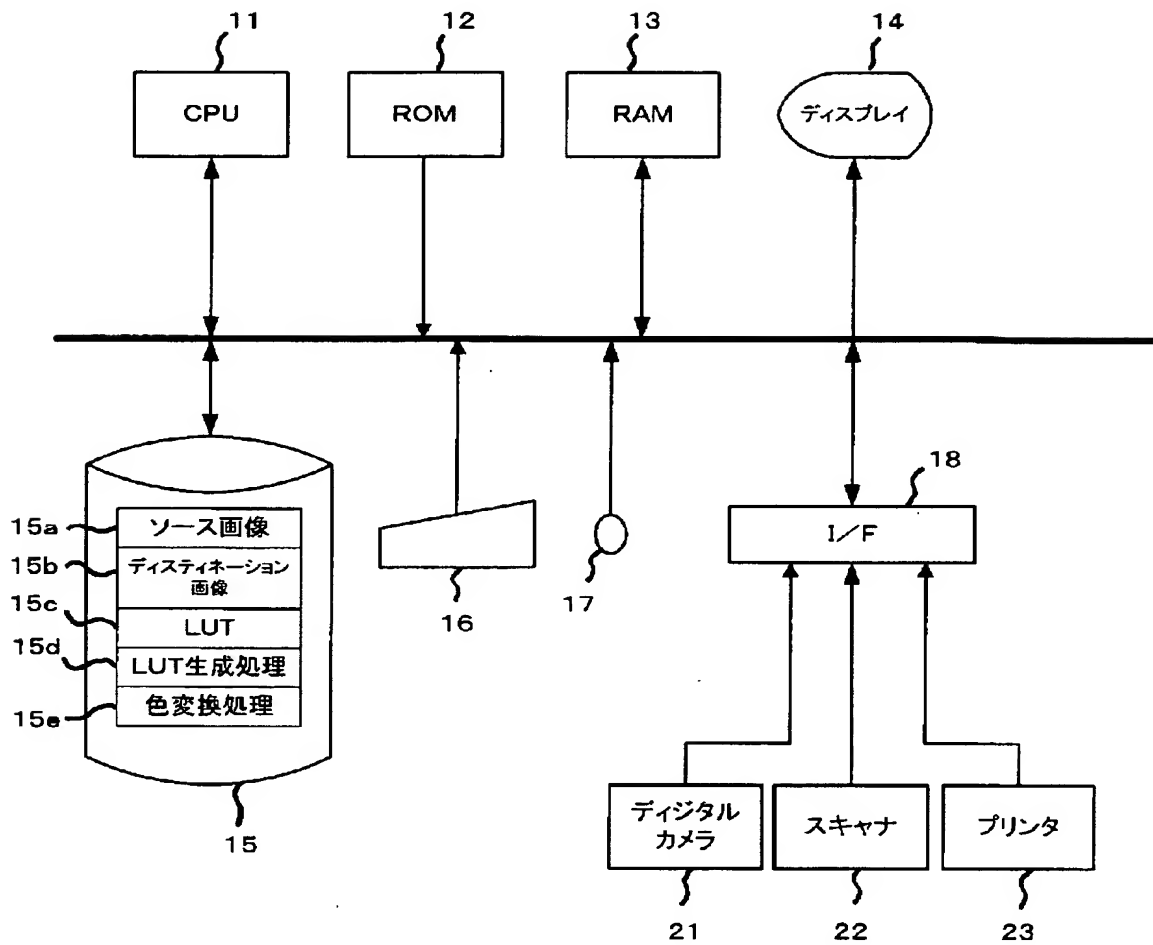 11
12
13
14
CPU
ROM
RAM
ディスプレイ
18
I/F
15a
ソース画像
15b
ディスティネーション
画像
15c
LUT
15d
LUT生成処理
15e
色変換処理
15
16
17
ディジタル
カメラ
スキャナ
プリンタ
21
22
23